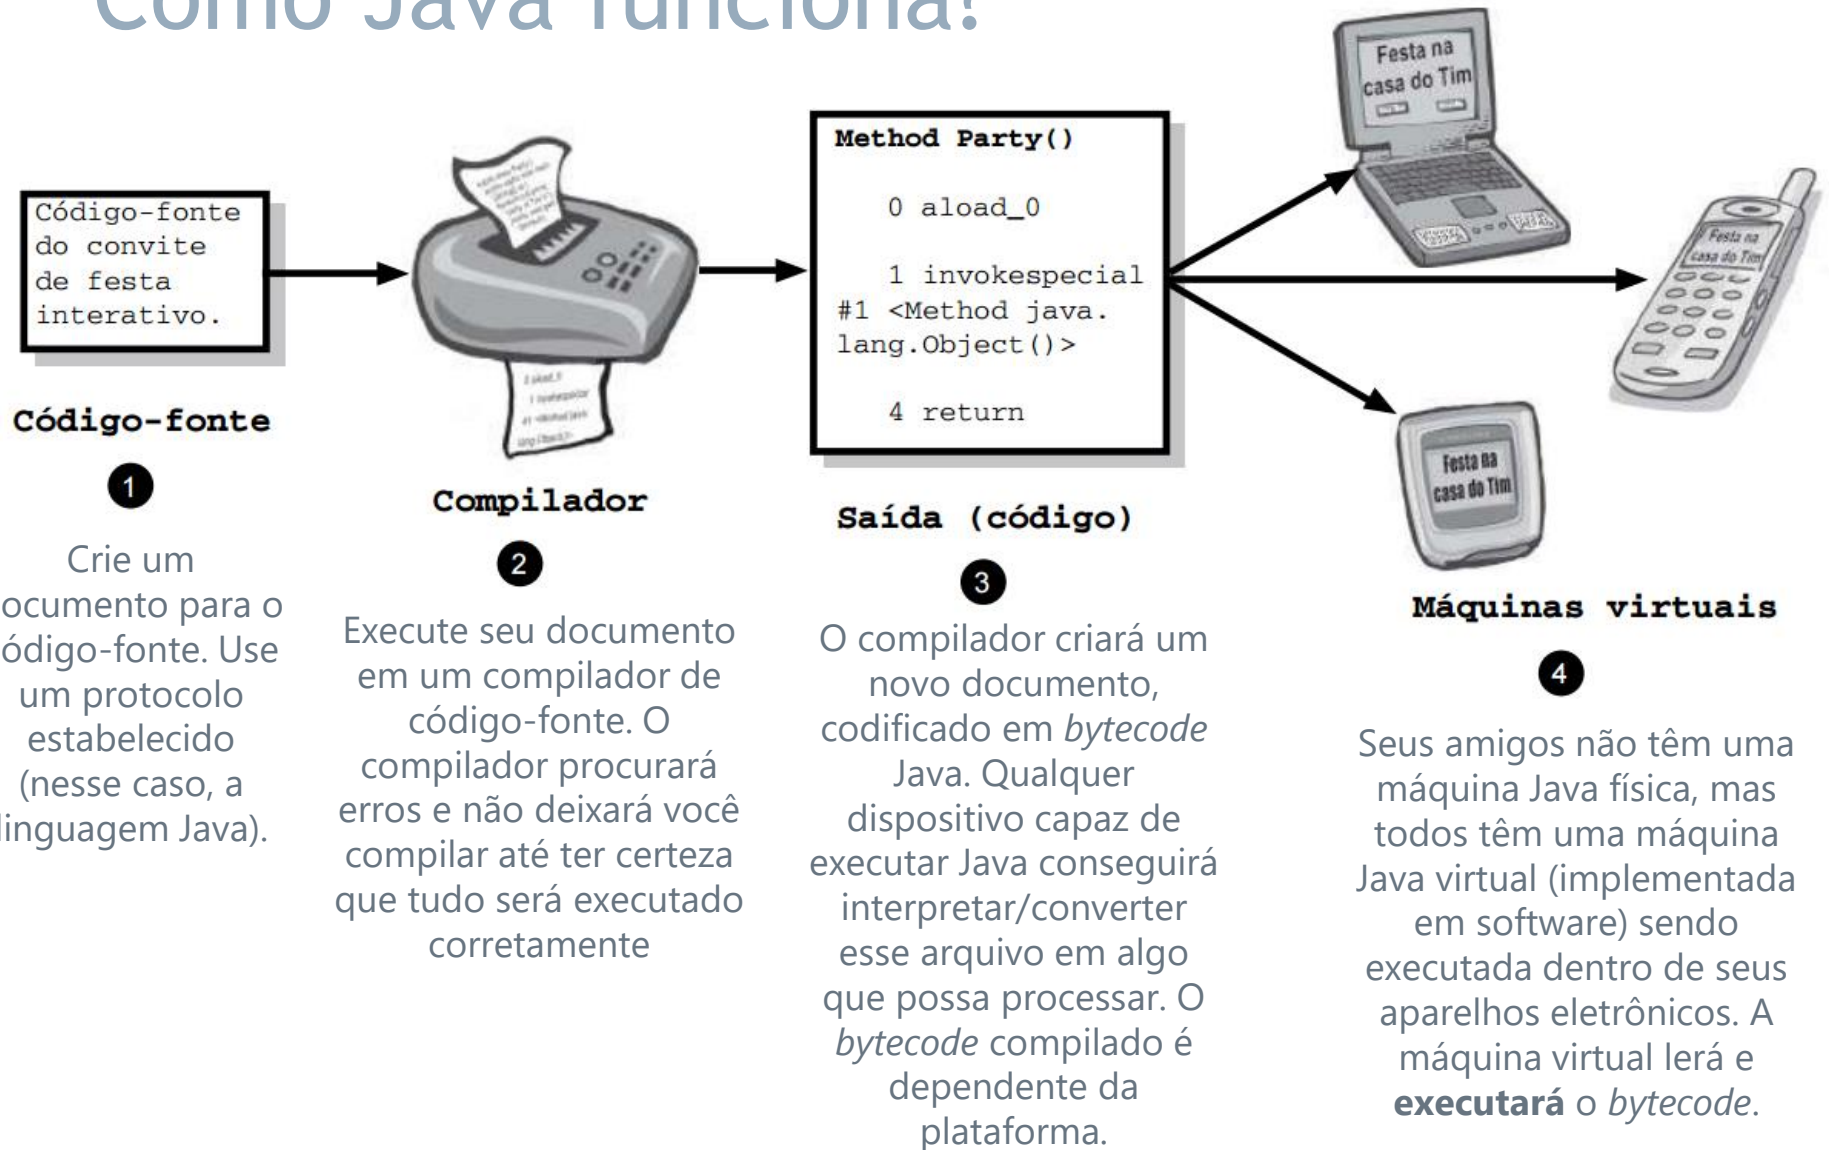 Como Java funciona!
Código-fonte
do convite
de festa
interativo.
Código-fonte
1
Crie um
ocumento para o
ódigo-fonte. Use
um protocolo
estabelecido
(nesse caso, a
linguagem Java).
Compilador
2
Execute seu documento
em um compilador de
código-fonte. O
compilador procurará
erros e não deixará você
compilar até ter certeza
que tudo será executado
corretamente
Method Party()
0 aload_0
1 invokespecial
#1 <Method java.
lang.Object()>
4 return
Saída (código)
3
O compilador criará um
novo documento,
codificado em bytecode
Java. Qualquer
dispositivo capaz de
executar Java conseguirá
interpretar/converter
esse arquivo em algo
que possa processar. O
bytecode compilado é
dependente da
plataforma.
Festa na
casa do Tim
Festa na
casa do Tim
Festa na
casa do Tim
Máquinas virtuais
4
Seus amigos não têm uma
máquina Java física, mas
todos têm uma máquina
Java virtual (implementada
em software) sendo
executada dentro de seus
aparelhos eletrônicos. A
máquina virtual lerá e
executará o bytecode.